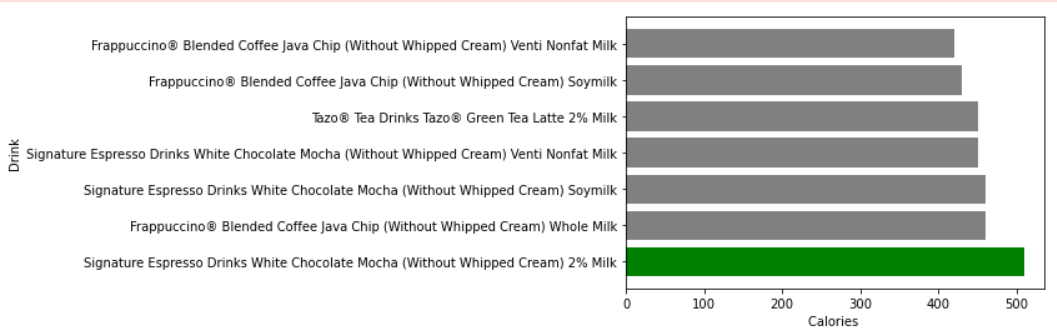 Frappuccino® Blended Coffee Java Chip (Without Whipped Cream) Venti Nonfat Milk
Frappuccino® Blended Coffee Java Chip (Without Whipped Cream) Soymilk
Tazo® Tea Drinks Tazo® Green Tea Latte 2% Milk
Signature Espresso Drinks White Chocolate Mocha (Without Whipped Cream) Venti Nonfat Milk
Signature Espresso Drinks White Chocolate Mocha (Without Whipped Cream) Soymilk
Frappuccino® Blended Coffee Java Chip (Without Whipped Cream) Whole Milk
Signature Espresso Drinks White Chocolate Mocha (Without Whipped Cream) 2% Milk
Drink
0 100 200 300 400 500
Calories